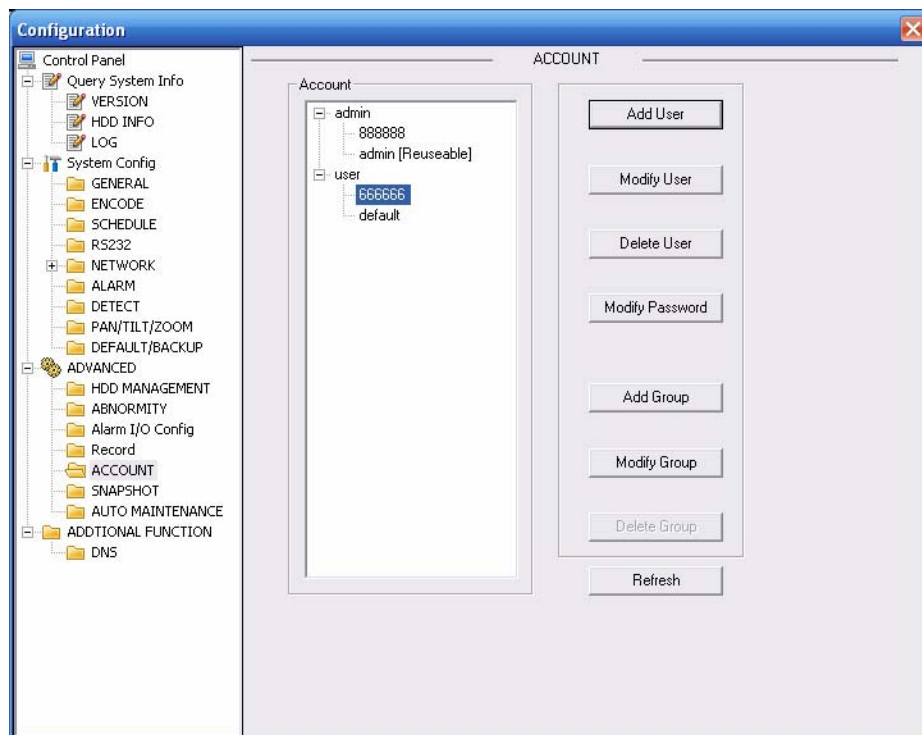 Configuration
Control Panel
Query System Info
VERSION
HDD INFO
LOG
System Config
GENERAL
ENCODE
SCHEDULE
RS232
NETWORK
ALARM
DETECT
PAN/TILT/ZOOM
DEFAULT/BACKUP
ADVANCED
HDD MANAGEMENT
ABNORMITY
Alarm I/O Config
Record
ACCOUNT
SNAPSHOT
AUTO MAINTENANCE
ADDTIONAL FUNCTION
DNS
ACCOUNT
Account
admin
888888
admin [Reuseable]
user
666666
default
Add User
Modify User
Delete User
Modify Password
Add Group
Modify Group
Delete Group
Refresh